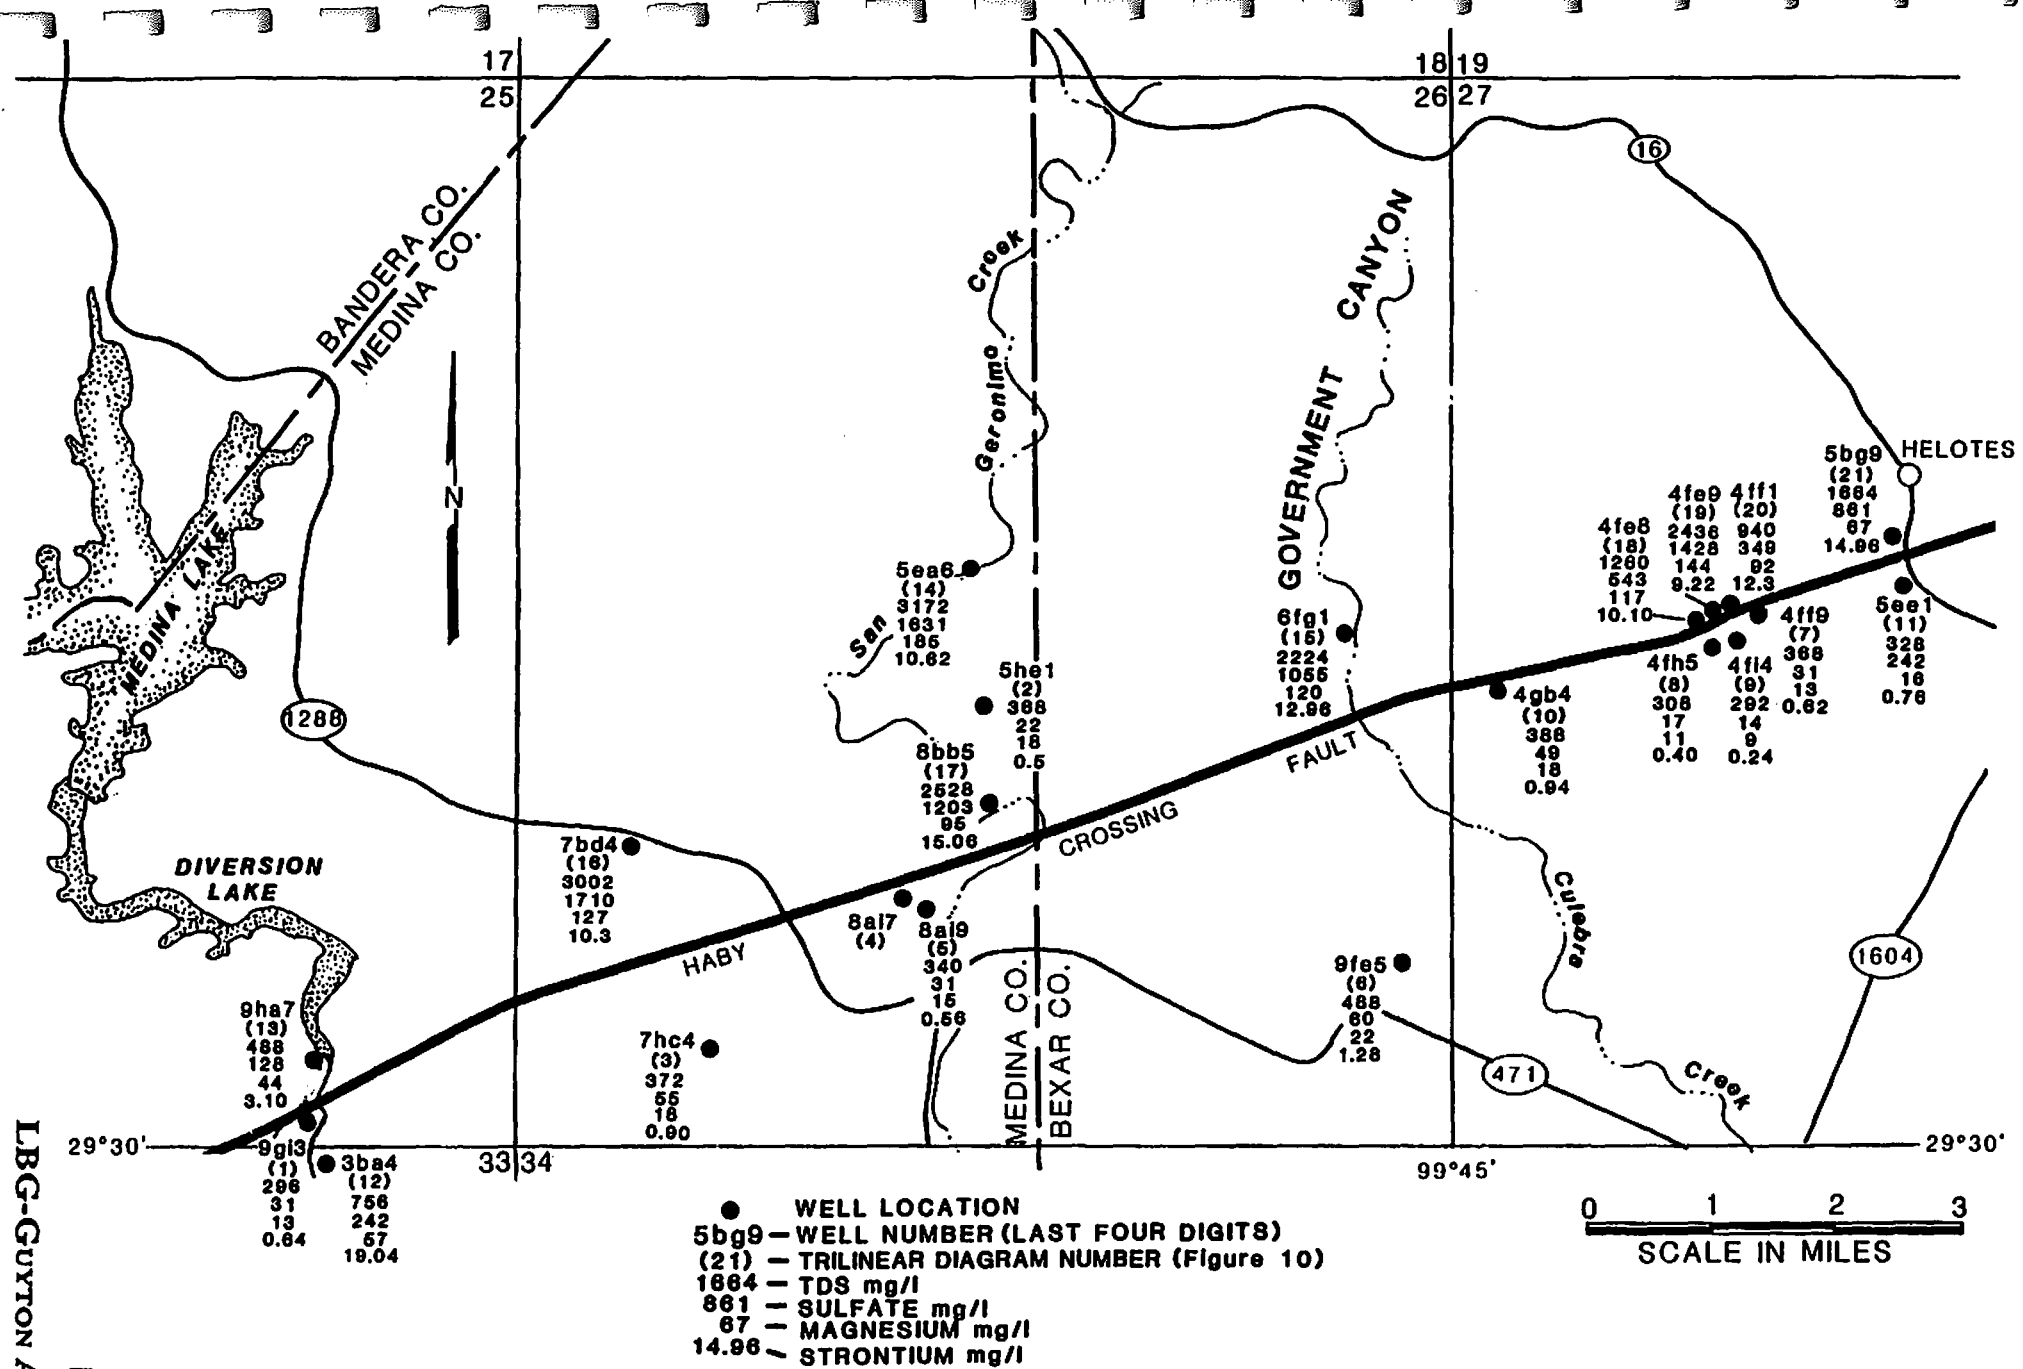 17
25
18 19
26 27
16
BANDERA CO.
MEDINA CO.
Creek
Geronimo
San
GOVERNMENT CANYON
N
MEDINA LAKE
HELOTES
5bg9
(21)
1664
861
67
14.96
4fe9
(19)
2436
1428
144
9.22
4ff1
(20)
940
349
92
12.3
4fe8
(18)
1260
543
117
10.10
5ea6
(14)
3172
1631
185
10.62
6fg1
(15)
2224
1055
120
12.96
5he1
(2)
368
22
18
0.5
4ff9
(7)
368
31
13
0.62
5ee1
(11)
328
242
16
0.76
4fh5
(8)
306
17
11
0.40
4fi4
(9)
292
14
9
0.24
4gb4
(10)
388
49
18
0.94
1288
8bb5
(17)
2528
1203
95
15.06
HABY CROSSING FAULT
7bd4
(16)
3002
1710
127
10.3
DIVERSION
LAKE
8ai7
(4)
8ai9
(5)
340
31
15
0.56
Culebra
Creek
1604
9fe5
(6)
468
60
22
1.28
471
MEDINA CO.
BEXAR CO.
9ha7
(13)
488
128
44
3.10
7hc4
(3)
372
55
18
0.90
29°30'
33 34
99°45'
29°30'
9gi3
(1)
296
31
13
0.64
3ba4
(12)
756
242
57
19.04
WELL LOCATION
5bg9 — WELL NUMBER (LAST FOUR DIGITS)
(21) — TRILINEAR DIAGRAM NUMBER (Figure 10)
1664 — TDS mg/l
861 — SULFATE mg/l
67 — MAGNESIUM mg/l
14.96 — STRONTIUM mg/l
0 1 2 3
SCALE IN MILES
LBG-GUYTON